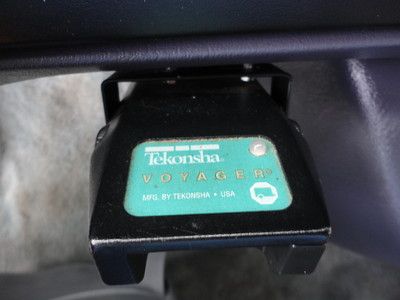 Tekonsha
VOYAGER®
MFG. BY TEKONSHA • USA